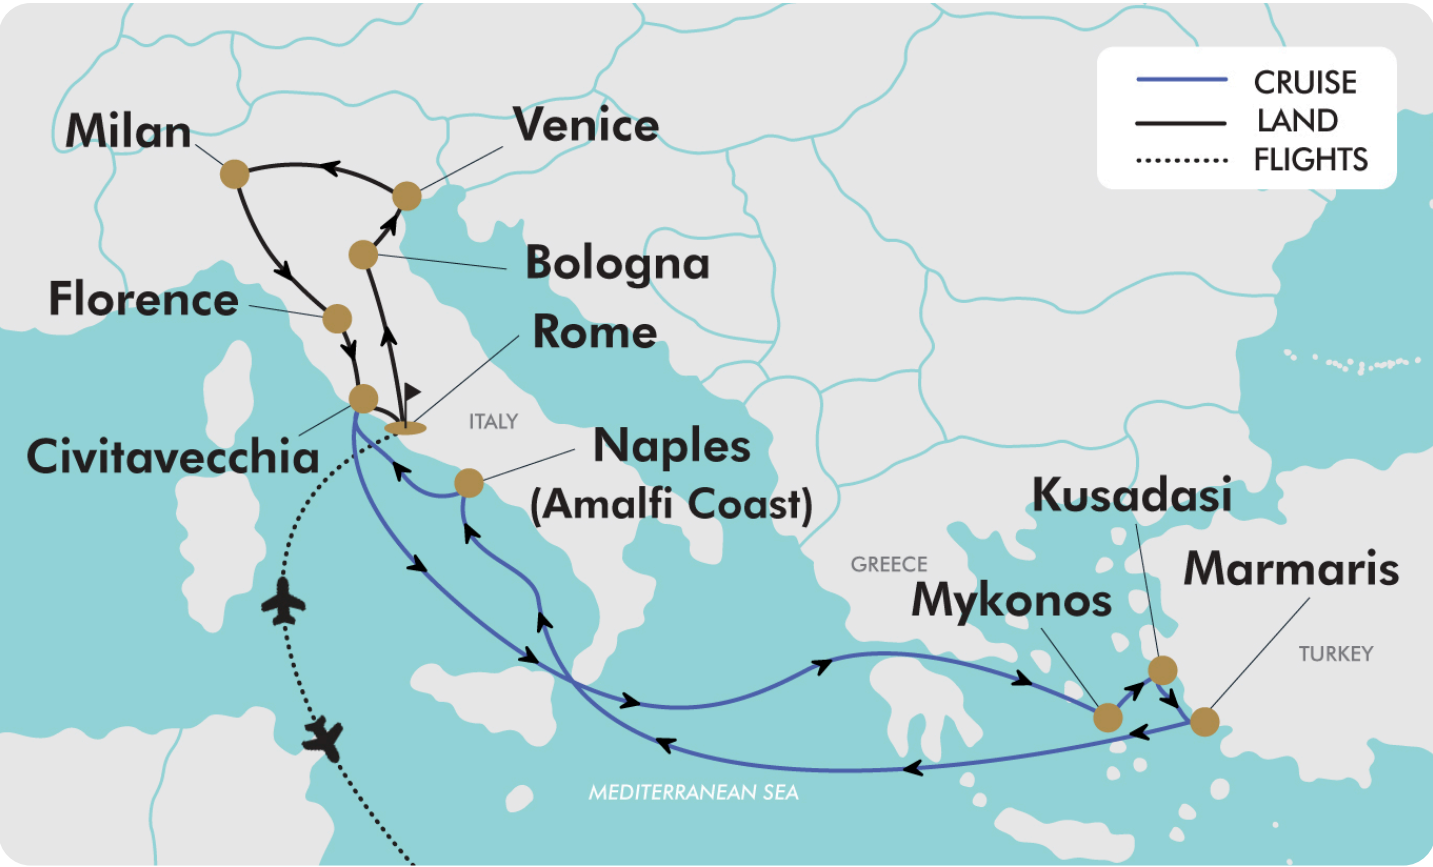 CRUISE
LAND
FLIGHTS
Milan
Venice
Bologna
Florence
Rome
ITALY
Civitavecchia
Naples
(Amalfi Coast)
Kusadasi
GREECE
Marmaris
Mykonos
TURKEY
MEDITERRANEAN SEA